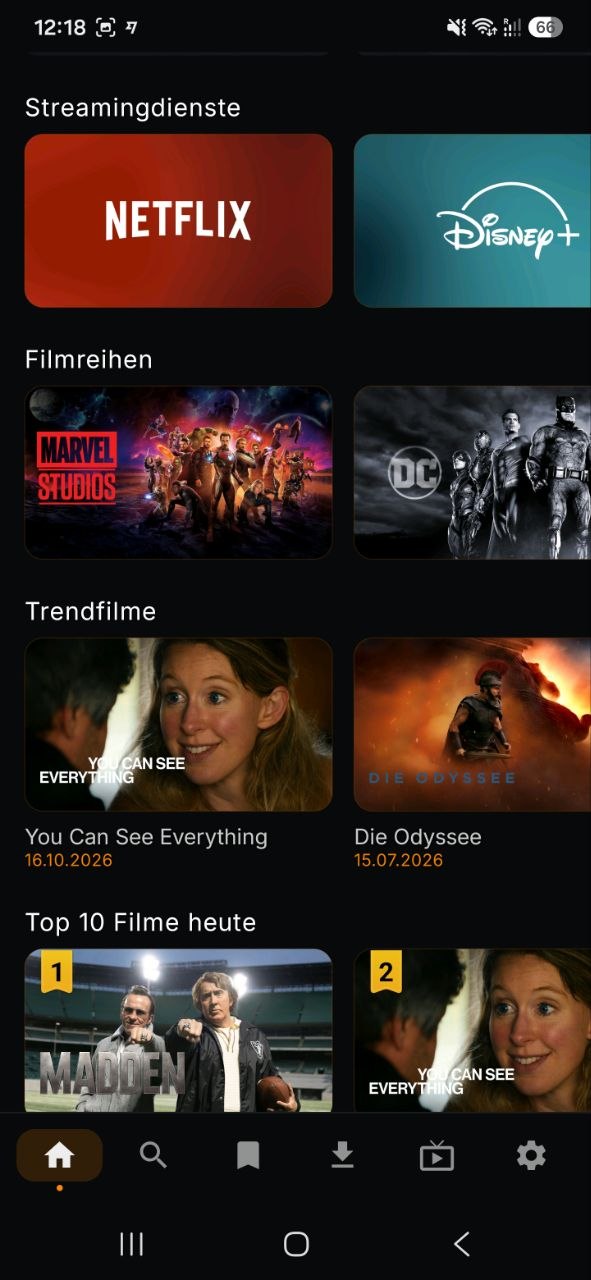 12:18
R
66
Streamingdienste
NETFLIX
Disney+
Filmreihen
MARVEL
STUDIOS
DC
Trendfilme
YOU CAN SEE
EVERYTHING
DIE ODYSSEE
You Can See Everything
Die Odyssee
16.10.2026
15.07.2026
Top 10 Filme heute
1
2
MADDEN
YOU CAN SEE
EVERYTHING